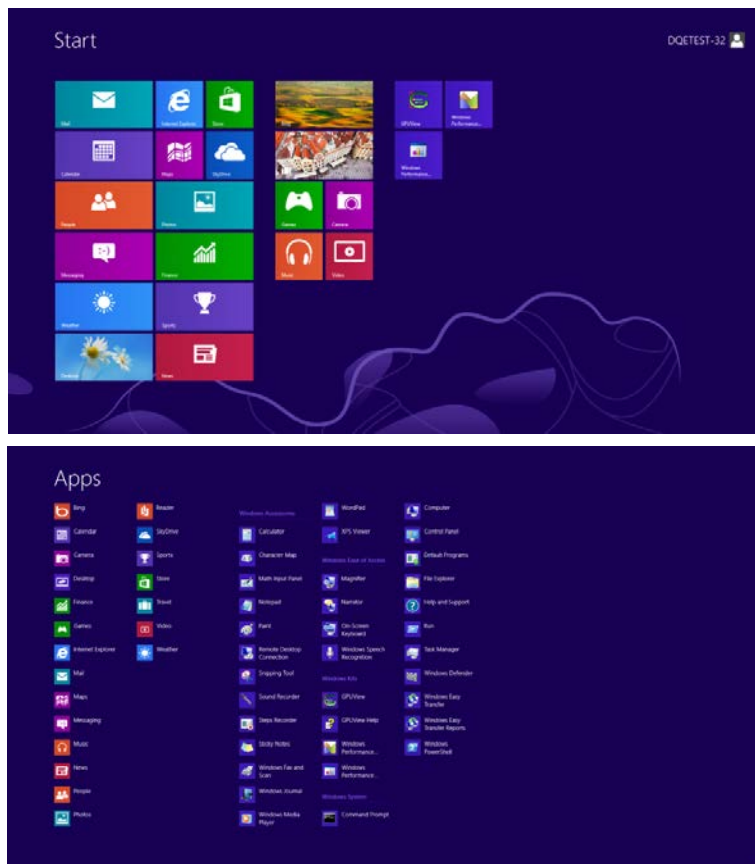 Start
DQETEST-32
Mail
Internet Explorer
Store
GPUView
Windows
Performance...
Calendar
Maps
SkyDrive
Windows
Performance...
People
Photos
Games
Camera
Messaging
Finance
Music
Video
Weather
Sports
Desktop
News
Apps
Bing
Calendar
Camera
Desktop
Finance
Games
Internet Explorer
Mail
Maps
Messaging
Music
News
People
Photos
Reader
SkyDrive
Sports
Store
Travel
Video
Weather
Windows Accessories
Calculator
Character Map
Math Input Panel
Notepad
Paint
Remote Desktop
Connection
Snipping Tool
Sound Recorder
Steps Recorder
Sticky Notes
Windows Fax and
Scan
Windows Journal
Windows Media
Player
WordPad
XPS Viewer
Windows Ease of Access
Magnifier
Narrator
On-Screen
Keyboard
Windows Speech
Recognition
Windows Kits
GPUView
GPUView Help
Windows
Performance...
Windows
Performance...
Windows System
Command Prompt
Computer
Control Panel
Default Programs
File Explorer
Help and Support
Run
Task Manager
Windows Defender
Windows Easy
Transfer
Windows Easy
Transfer Reports
Windows
PowerShell